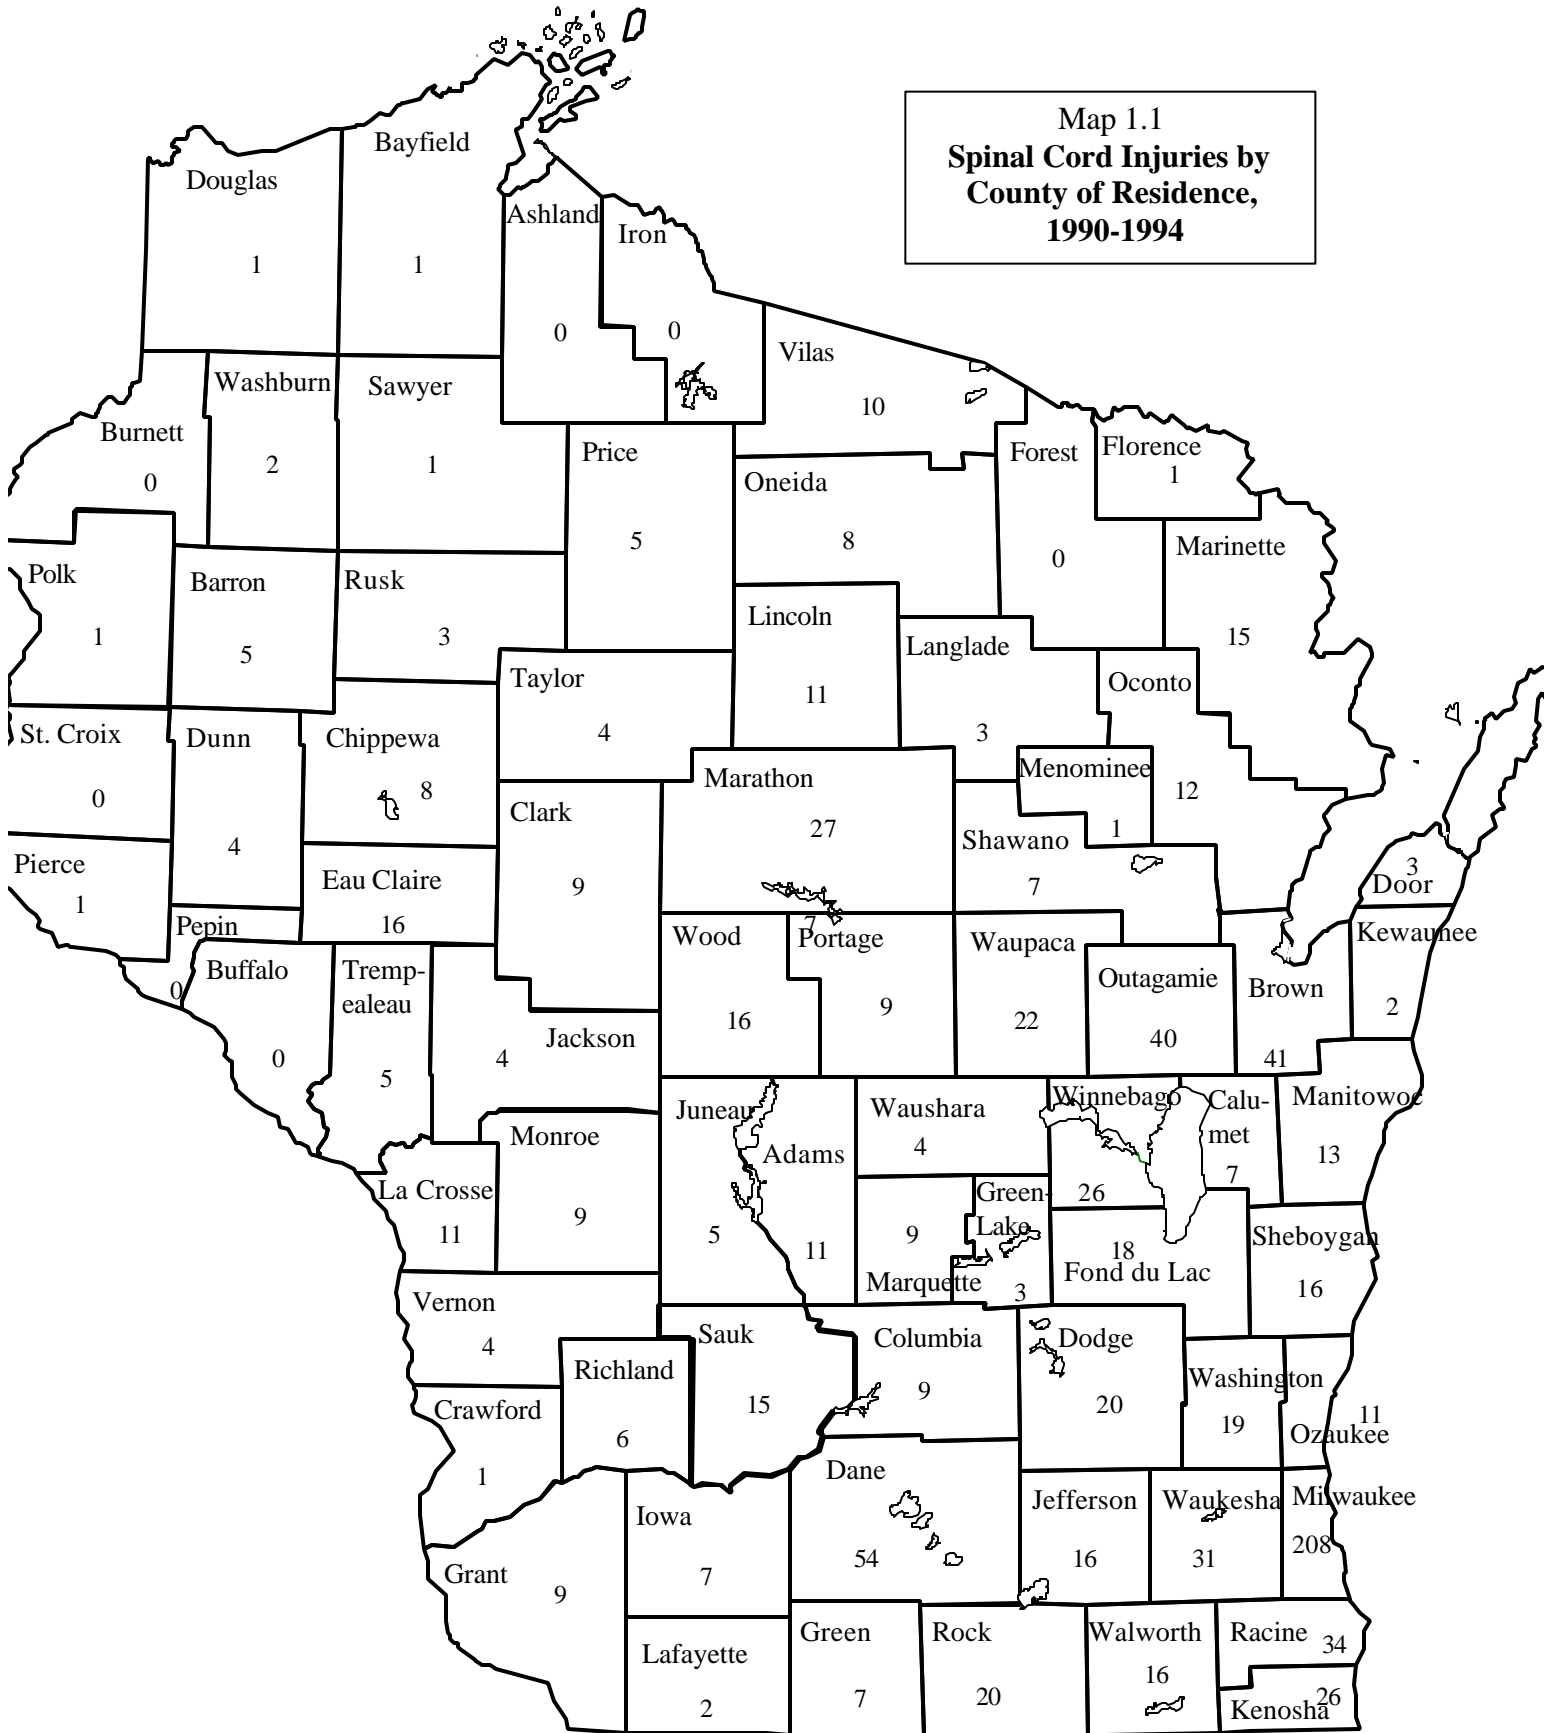 Map 1.1
Spinal Cord Injuries by
County of Residence,
1990-1994
Bayfield
1
Douglas
1
Ashland
0
Iron
0
Vilas
10
Washburn
2
Sawyer
1
Burnett
0
Price
5
Oneida
8
Forest
0
Florence
1
Marinette
15
Polk
1
Barron
5
Rusk
3
Lincoln
11
Langlade
3
Taylor
4
Oconto
12
St. Croix
0
Dunn
4
Chippewa
8
Marathon
27
Menominee
1
Clark
9
Shawano
7
Pierce
1
Eau Claire
16
Door
3
Pepin
0
Buffalo
0
Tremp-
ealeau
5
Jackson
4
Wood
16
7
Portage
9
Waupaca
22
Outagamie
40
Brown
41
Kewaunee
2
Juneau
5
Adams
11
Waushara
4
Winnebago
26
Calu-
met
7
Manitowoc
13
Monroe
9
La Crosse
11
9
Marquette
Green-
Lake
3
18
Fond du Lac
Sheboygan
16
Vernon
4
Richland
6
Sauk
15
Columbia
9
Dodge
20
Washington
19
11
Ozaukee
Crawford
1
Dane
54
Jefferson
16
Waukesha
31
Milwaukee
208
Iowa
7
Grant
9
Lafayette
2
Green
7
Rock
20
Walworth
16
Racine
34
Kenosha
26